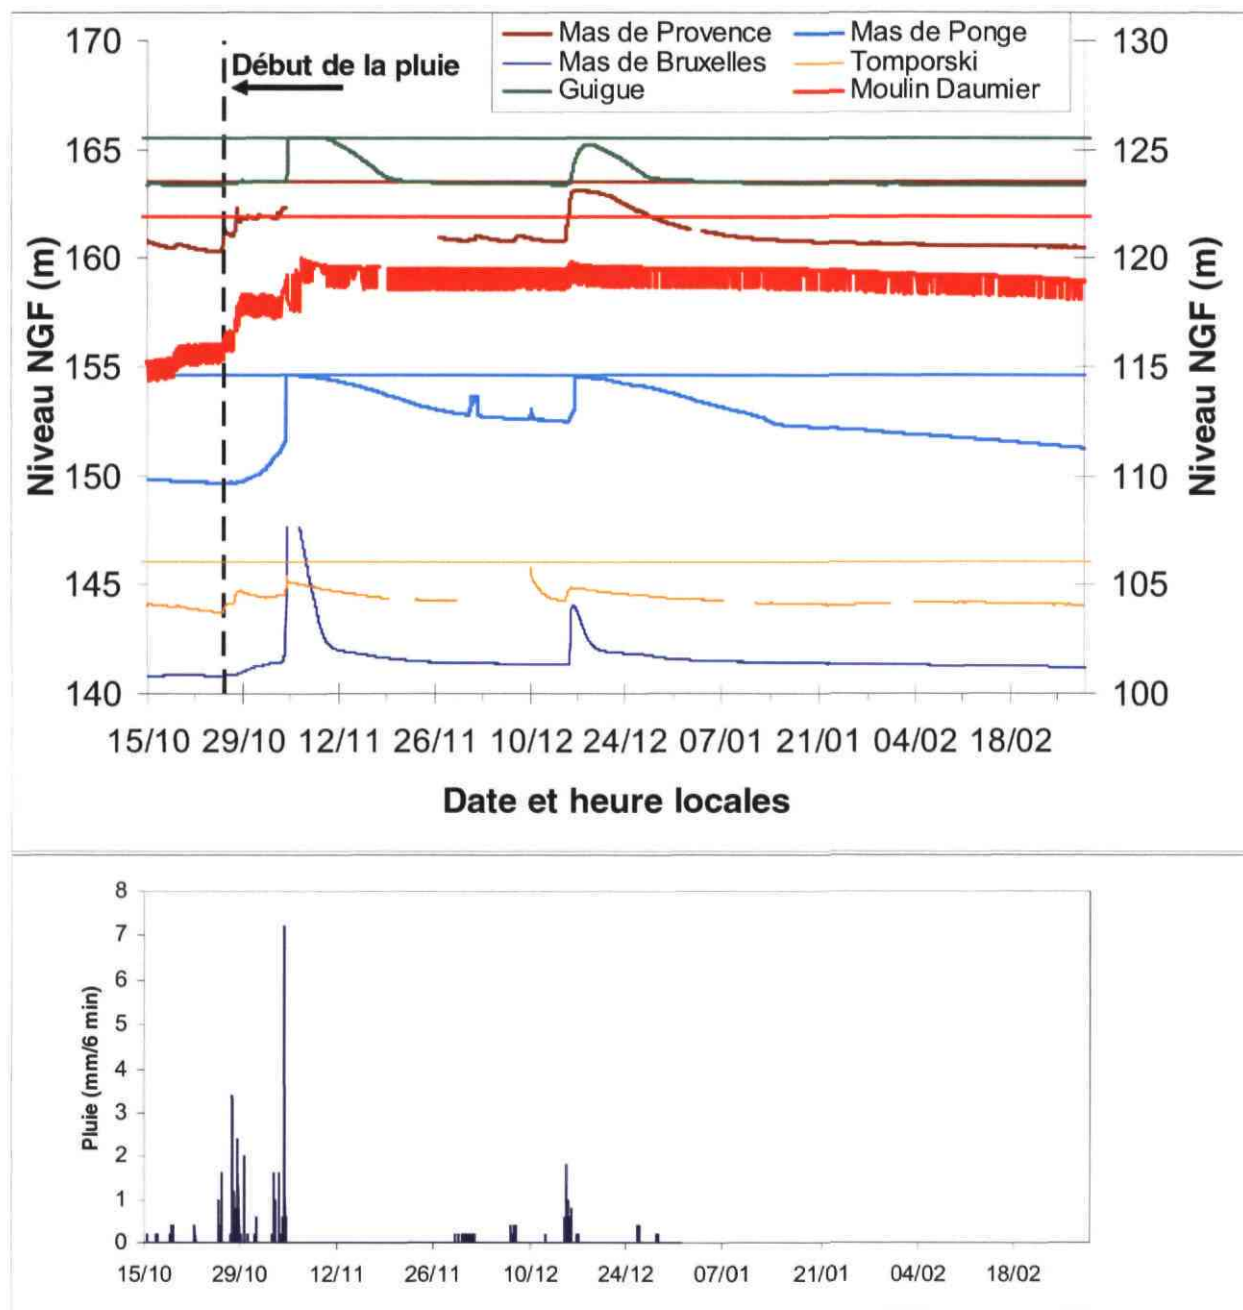 Mas de Provence Mas de Ponge
Mas de Bruxelles Tomporski
Guigue Moulin Daumier
Début de la pluie
Niveau NGF (m)
170
165
160
155
150
145
140
130
125
120
115
110
105
100
Niveau NGF (m)
15/10 29/10 12/11 26/11 10/12 24/12 07/01 21/01 04/02 18/02
Date et heure locales
Pluie (mm/6 min)
8
7
6
5
4
3
2
1
0
15/10 29/10 12/11 26/11 10/12 24/12 07/01 21/01 04/02 18/02